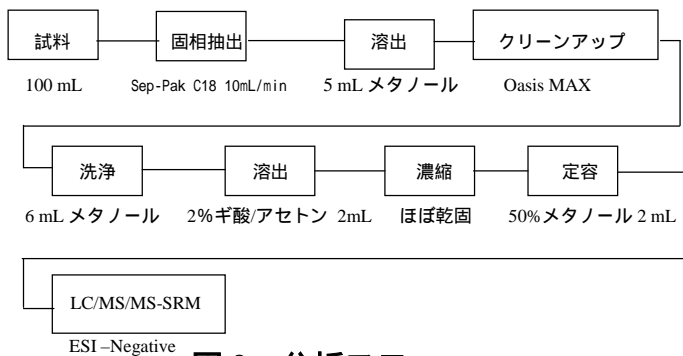 試料
固相抽出
溶出
クリーンアップ
100 mL
Sep-Pak C18 10mL/min
5 mL メタノール
Oasis MAX
洗浄
溶出
濃縮
定容
6 mL メタノール
2%ギ酸/アセトン 2mL
ほぼ乾固
50%メタノール 2 mL
LC/MS/MS-SRM
ESI –Negative